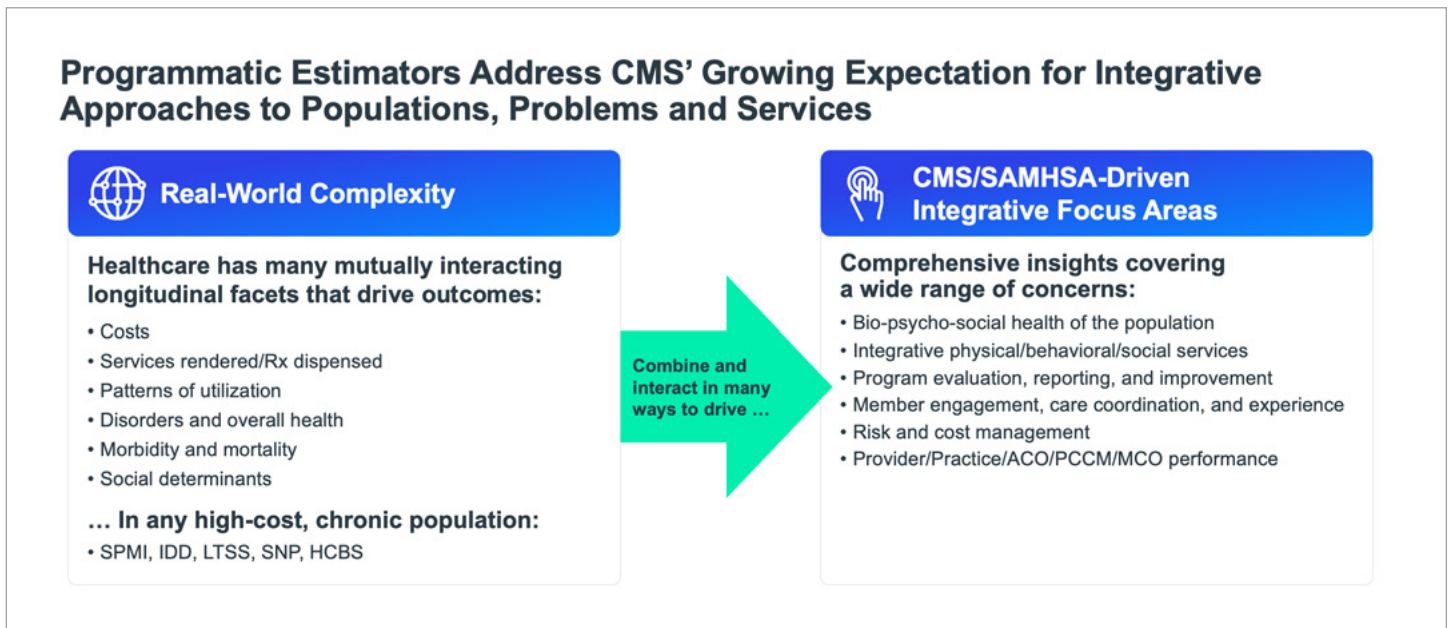 Programmatic Estimators Address CMS’ Growing Expectation for Integrative
Approaches to Populations, Problems and Services
Real-World Complexity
Healthcare has many mutually interacting
longitudinal facets that drive outcomes:
• Costs
• Services rendered/Rx dispensed
• Patterns of utilization
• Disorders and overall health
• Morbidity and mortality
• Social determinants
… In any high-cost, chronic population:
• SPMI, IDD, LTSS, SNP, HCBS
Combine and
interact in many
ways to drive …
CMS/SAMHSA-Driven
Integrative Focus Areas
Comprehensive insights covering
a wide range of concerns:
• Bio-psycho-social health of the population
• Integrative physical/behavioral/social services
• Program evaluation, reporting, and improvement
• Member engagement, care coordination, and experience
• Risk and cost management
• Provider/Practice/ACO/PCCM/MCO performance